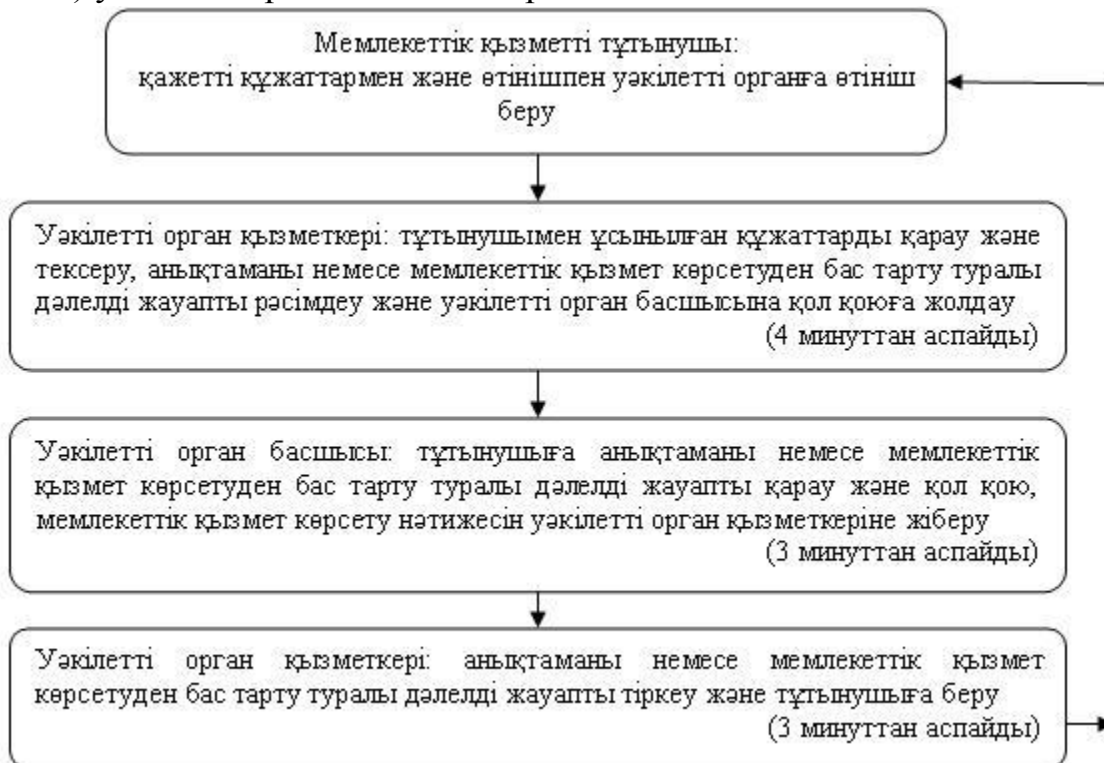 Мемлекеттік қызметті тұтынушы:
қажетті құжаттармен және өтінішпен уәкілетті органға өтініш
беру
Уәкілетті орган қызметкері: тұтынушымен ұсынылған құжаттарды қарау және
тексеру, анықтаманы немесе мемлекеттік қызмет көрсетуден бас тарту туралы
дәлелді жауапты рәсімдеу және уәкілетті орган басшысына қол қоюға жолдау
(4 минуттан аспайды)
Уәкілетті орган басшысы: тұтынушыға анықтаманы немесе мемлекеттік
қызмет көрсетуден бас тарту туралы дәлелді жауапты қарау және қол қою,
мемлекеттік қызмет көрсету нәтижесін уәкілетті орган қызметкеріне жіберу
(3 минуттан аспайды)
Уәкілетті орган қызметкері: анықтаманы немесе мемлекеттік қызмет
көрсетуден бас тарту туралы дәлелді жауапты тіркеу және тұтынушыға беру
(3 минуттан аспайды)